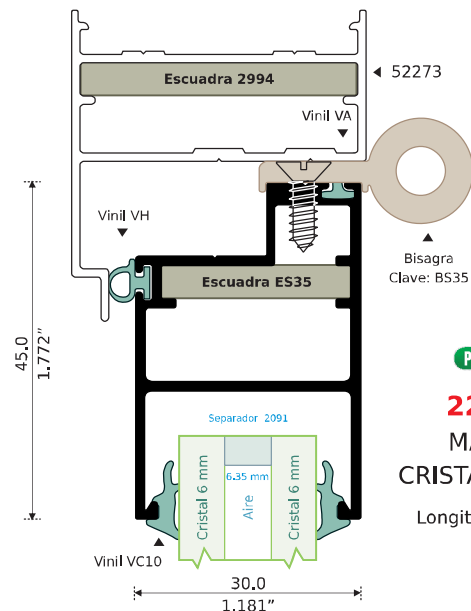 Escuadra 2994
52273
Vinil VA
Vinil VH
Bisagra
Clave: BS35
Escuadra ES35
45.0
1.772”
Separador 2091
6.35 mm
Cristal 6 mm
Aire
Cristal 6 mm
P
22
MA
CRISTA
Longit
Vinil VC10
30.0
1.181”